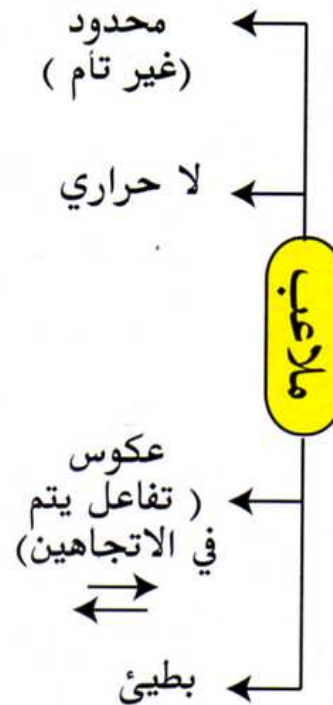 محدود
(غير تام )
لا حراري
ملاعب
عكوس
( تفاعل يتم
في الاتجاهين)
بطيئ